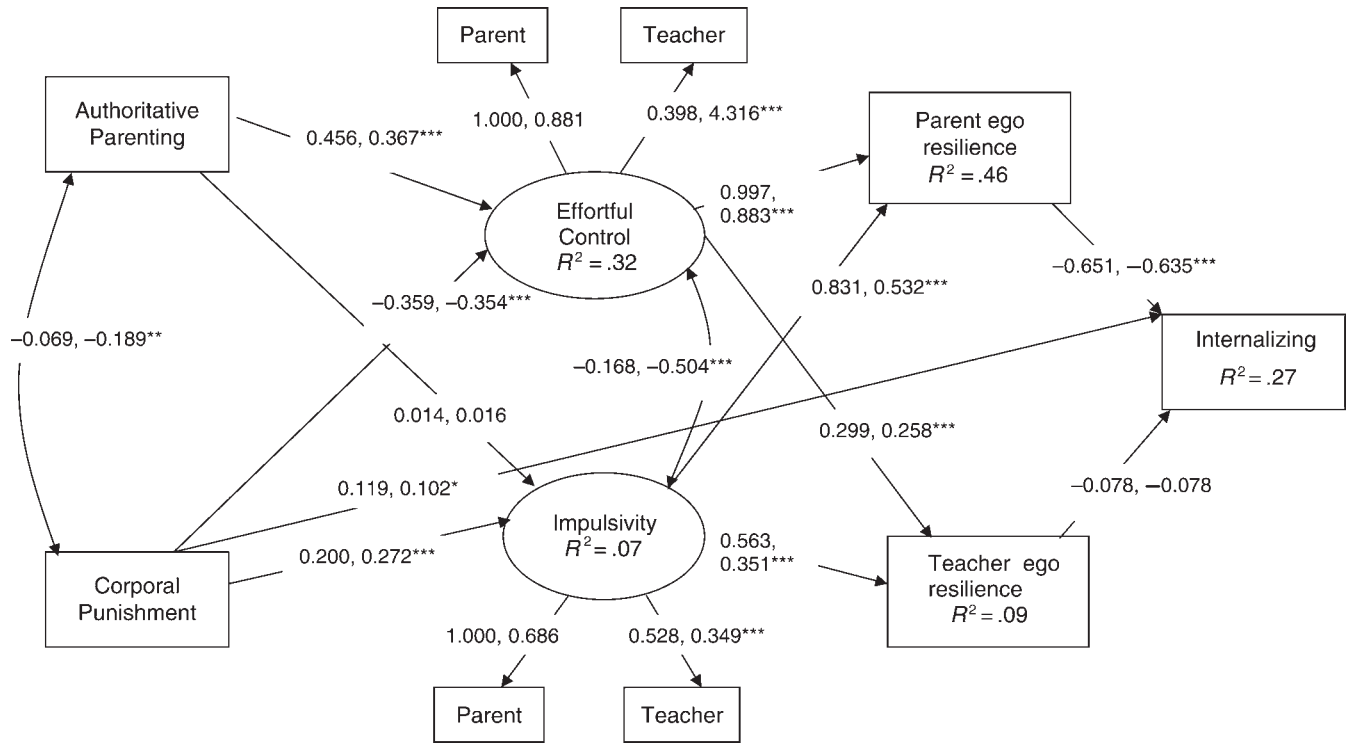 Parent
Teacher
Authoritative
Parenting
0.456, 0.367***
1.000, 0.881
0.398, 4.316***
Parent ego
resilience
R² = .46
Effortful
Control
R² = .32
0.997,
0.883***
−0.651, −0.635***
−0.359, −0.354***
0.831, 0.532***
−0.069, −0.189**
−0.168, −0.504***
Internalizing
R² = .27
0.014, 0.016
0.299, 0.258***
0.119, 0.102*
−0.078, −0.078
0.200, 0.272***
Impulsivity
R² = .07
0.563,
0.351***
Corporal
Punishment
Teacher ego
resilience
R² = .09
1.000, 0.686
0.528, 0.349***
Parent
Teacher